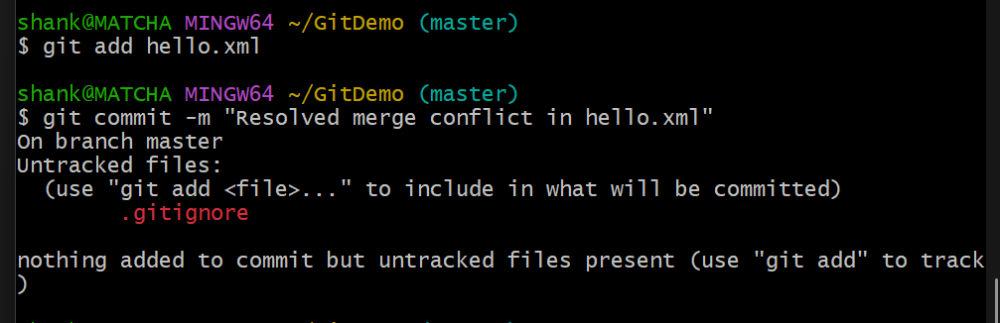 shank@MATCHA MINGW64 ~/GitDemo (master)
$ git add hello.xml
shank@MATCHA MINGW64 ~/GitDemo (master)
$ git commit -m "Resolved merge conflict in hello.xml"
On branch master
Untracked files:
  (use "git add <file>..." to include in what will be committed)
        .gitignore
nothing added to commit but untracked files present (use "git add" to track
)